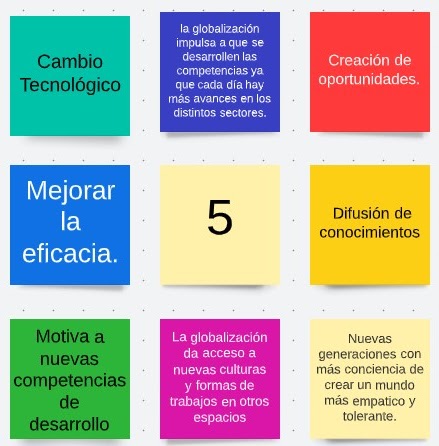 Cambio
Tecnológico
la globalización
impulsa a que se
desarrollen las
competencias ya
que cada día hay
más avances en los
distintos sectores.
Creación de
oportunidades.
Mejorar
la
eficacia.
5
Difusión de
conocimientos
Motiva a
nuevas
competencias
de
desarrollo
La globalización
da acceso a
nuevas culturas
y formas de
trabajos en otros
espacios
Nuevas
generaciones con
más conciencia de
crear un mundo
más empatico y
tolerante.